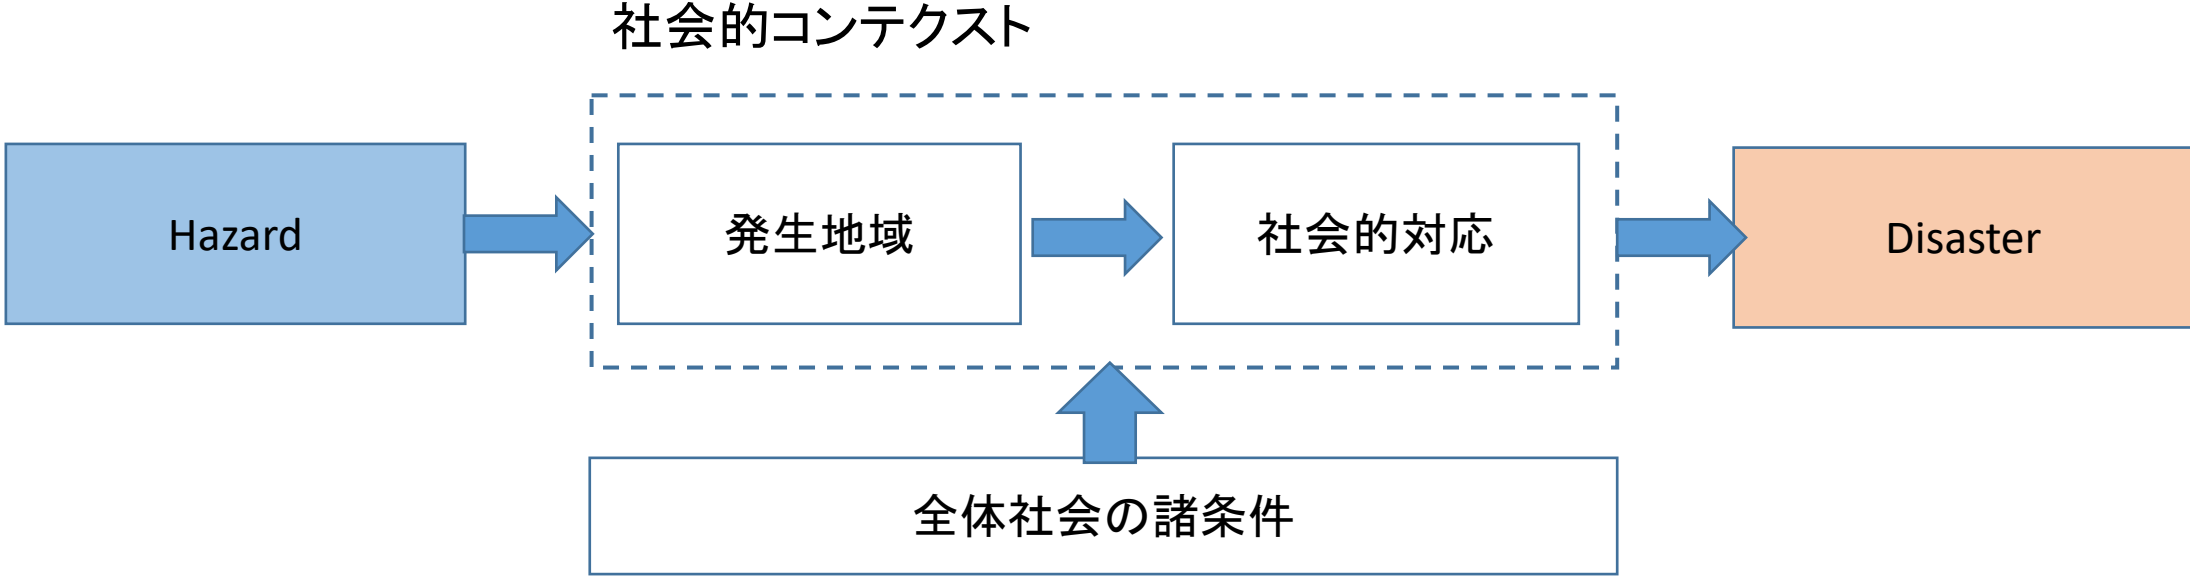 社会的コンテクスト
Hazard
発生地域
社会的対応
Disaster
全体社会の諸条件